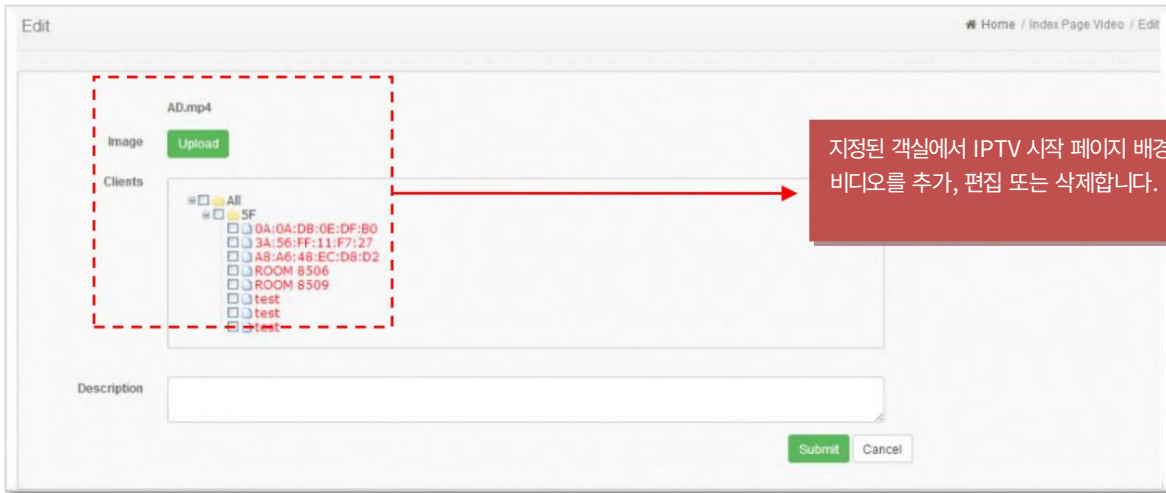 Edit
Home / Index Page Video / Edit
AD.mp4
Image
Upload
Clients
All
5F
0A:0A:DB:0E:DF:B0
3A:56:FF:11:F7:27
A8:A6:48:EC:D8:D2
ROOM 8506
ROOM 8509
test
test
test
지정된 객실에서 IPTV 시작 페이지 배경
비디오를 추가, 편집 또는 삭제합니다.
Description
Submit
Cancel